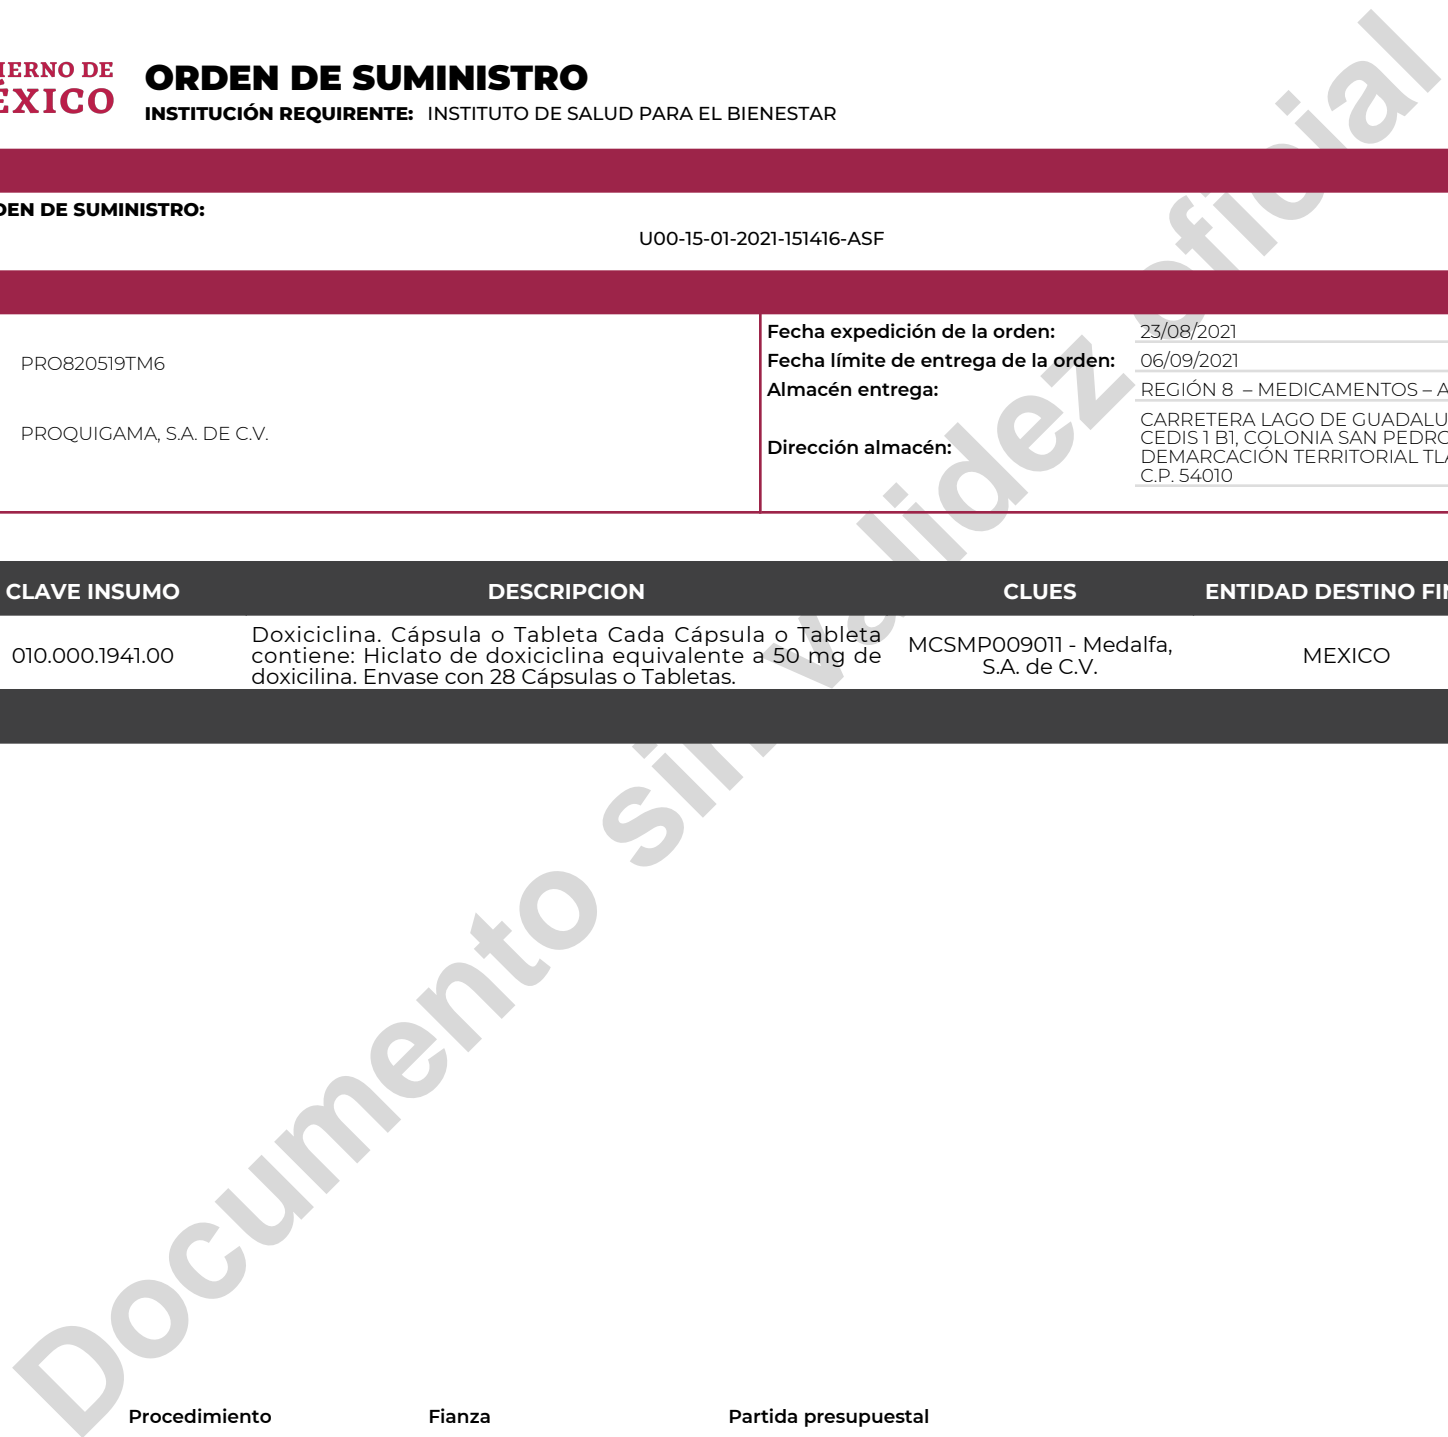 IERNO DE
ÉXICO
ORDEN DE SUMINISTRO
INSTITUCIÓN REQUIRENTE: INSTITUTO DE SALUD PARA EL BIENESTAR
DEN DE SUMINISTRO:
U00-15-01-2021-151416-ASF
PRO820519TM6
PROQUIGAMA, S.A. DE C.V.
Fecha expedición de la orden: 23/08/2021
Fecha límite de entrega de la orden: 06/09/2021
Almacén entrega: REGIÓN 8 – MEDICAMENTOS – A
Dirección almacén:
CARRETERA LAGO DE GUADALU
CEDIS 1 B1, COLONIA SAN PEDRO
DEMARCACIÓN TERRITORIAL TLA
C.P. 54010
CLAVE INSUMO DESCRIPCION CLUES ENTIDAD DESTINO FIN
010.000.1941.00
Doxiciclina. Cápsula o Tableta Cada Cápsula o Tableta
contiene: Hiclato de doxiciclina equivalente a 50 mg de
doxicilina. Envase con 28 Cápsulas o Tabletas.
MCSMP009011 - Medalfa,
S.A. de C.V.
MEXICO
Documento sin validez oficial
Procedimiento Fianza Partida presupuestal